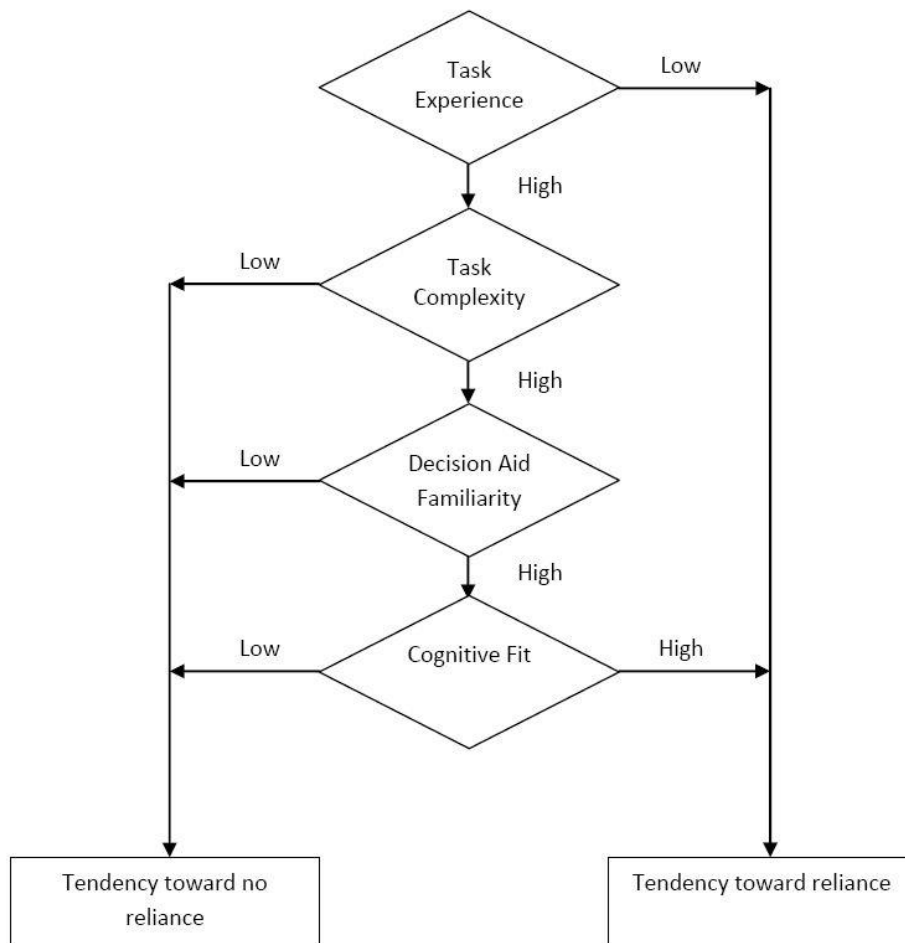 Task
Experience
Low
High
Low
Task
Complexity
High
Low
Decision Aid
Familiarity
High
Low
Cognitive Fit
High
Tendency toward no
reliance
Tendency toward reliance